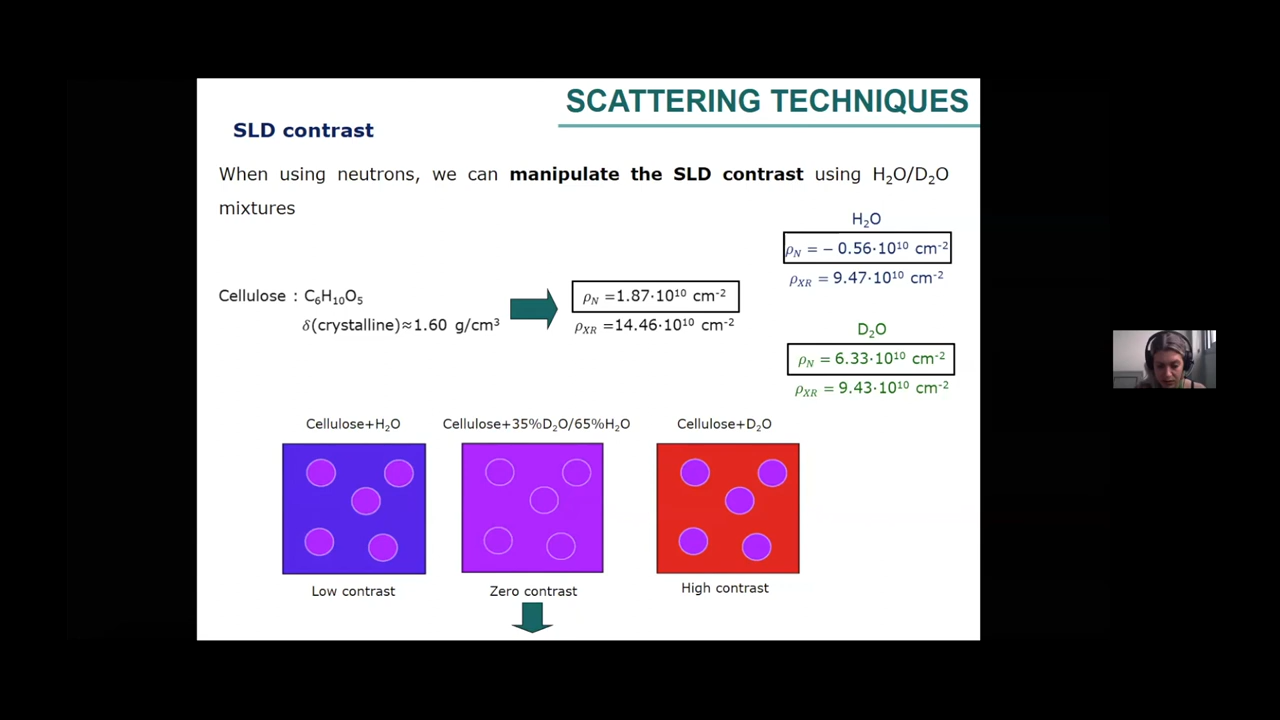 SCATTERING TECHNIQUES
SLD contrast
When using neutrons, we can manipulate the SLD contrast using H₂O/D₂O
mixtures
H₂O
ρN = − 0.56·10¹⁰ cm⁻²
ρXR = 9.47·10¹⁰ cm⁻²
Cellulose : C₆H₁₀O₅
δ(crystalline)≈1.60 g/cm³
ρN =1.87·10¹⁰ cm⁻²
ρXR =14.46·10¹⁰ cm⁻²
D₂O
ρN = 6.33·10¹⁰ cm⁻²
ρXR = 9.43·10¹⁰ cm⁻²
Cellulose+H₂O
Cellulose+35%D₂O/65%H₂O
Cellulose+D₂O
Low contrast
Zero contrast
High contrast